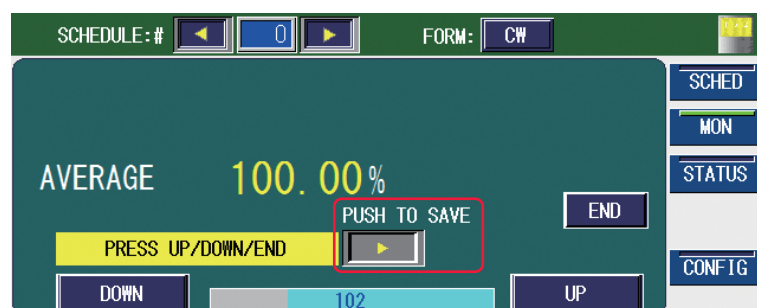 SCHEDULE:# ◄ 0 ► FORM: CW
SCHED
MON
AVERAGE 100.00% STATUS
PUSH TO SAVE END
PRESS UP/DOWN/END ►
CONFIG
DOWN 102 UP